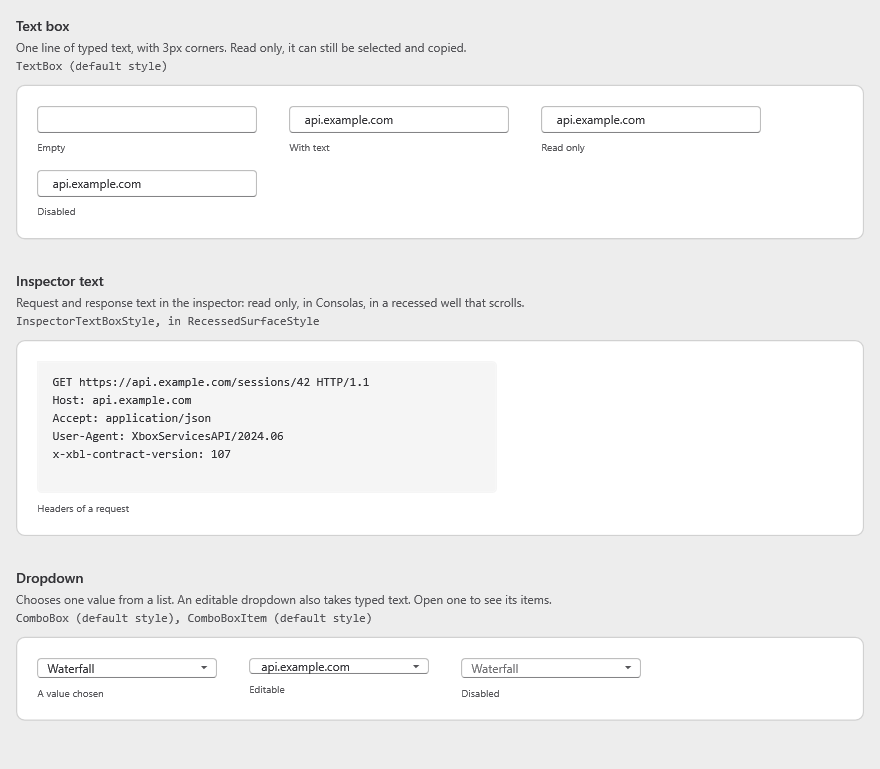 Text box
One line of typed text, with 3px corners. Read only, it can still be selected and copied.
TextBox (default style)
api.example.com
api.example.com
Empty
With text
Read only
api.example.com
Disabled
Inspector text
Request and response text in the inspector: read only, in Consolas, in a recessed well that scrolls.
InspectorTextBoxStyle, in RecessedSurfaceStyle
GET https://api.example.com/sessions/42 HTTP/1.1
Host: api.example.com
Accept: application/json
User-Agent: XboxServicesAPI/2024.06
x-xbl-contract-version: 107
Headers of a request
Dropdown
Chooses one value from a list. An editable dropdown also takes typed text. Open one to see its items.
ComboBox (default style), ComboBoxItem (default style)
Waterfall
api.example.com
Waterfall
A value chosen
Editable
Disabled